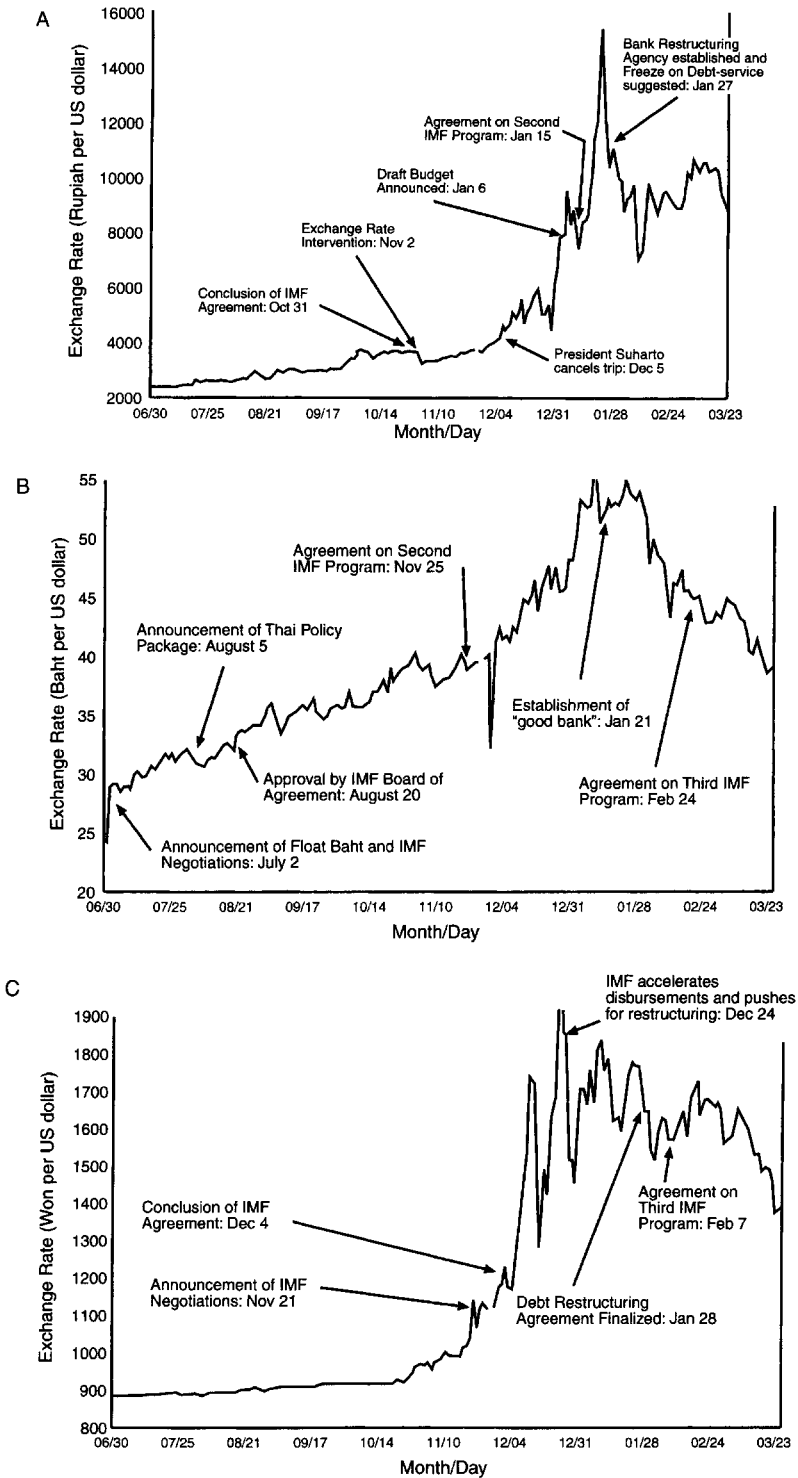 A
Exchange Rate (Rupiah per US dollar)
16000
14000
12000
10000
8000
6000
4000
2000
Bank Restructuring
Agency established and
Freeze on Debt-service
suggested: Jan 27
Agreement on Second
IMF Program: Jan 15
Draft Budget
Announced: Jan 6
Exchange Rate
Intervention: Nov 2
Conclusion of IMF
Agreement: Oct 31
President Suharto
cancels trip: Dec 5
06/30 07/25 08/21 09/17 10/14 11/10 12/04 12/31 01/28 02/24 03/23
Month/Day
B
Exchange Rate (Baht per US dollar)
55
50
45
40
35
30
25
20
Agreement on Second
IMF Program: Nov 25
Announcement of Thai Policy
Package: August 5
Establishment of
“good bank”: Jan 21
Approval by IMF Board of
Agreement: August 20
Agreement on Third IMF
Program: Feb 24
Announcement of Float Baht and IMF
Negotiations: July 2
06/30 07/25 08/21 09/17 10/14 11/10 12/04 12/31 01/28 02/24 03/23
Month/Day
C
Exchange Rate (Won per US dollar)
1900
1800
1700
1600
1500
1400
1300
1200
1100
1000
900
800
IMF accelerates
disbursements and pushes
for restructuring: Dec 24
Agreement on
Third IMF
Program: Feb 7
Conclusion of IMF
Agreement: Dec 4
Announcement of IMF
Negotiations: Nov 21
Debt Restructuring
Agreement Finalized: Jan 28
06/30 07/25 08/21 09/17 10/14 11/10 12/04 12/31 01/28 02/24 03/23
Month/Day